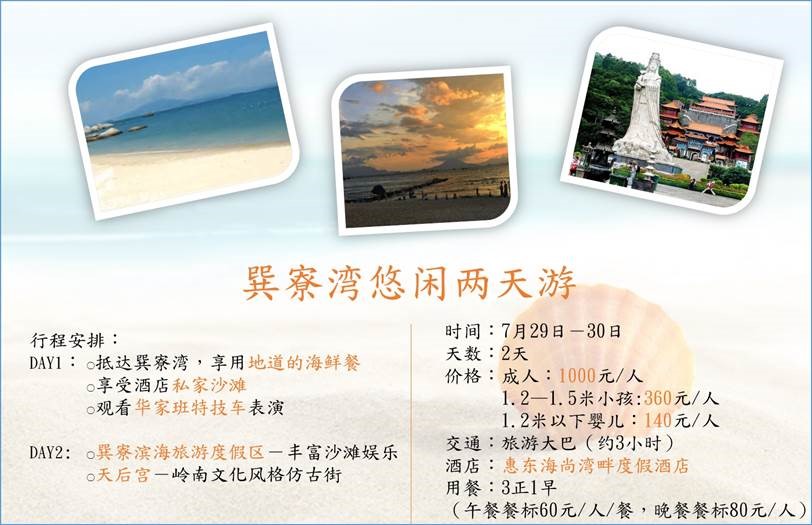 巽寮湾悠闲两天游
行程安排：
DAY1：○抵达巽寮湾，享用地道的海鲜餐
○享受酒店私家沙滩
○观看华家班特技车表演
DAY2：○巽寮滨海旅游度假区－丰富沙滩娱乐
○天后宫－岭南文化风格仿古街
时间：7月29日－30日
天数：2天
价格：成人：1000元/人
1.2—1.5米小孩:360元/人
1.2米以下婴儿：140元/人
交通：旅游大巴（约3小时）
酒店：惠东海尚湾畔度假酒店
用餐：3正1早
（午餐餐标60元/人/餐，晚餐餐标80元/人）